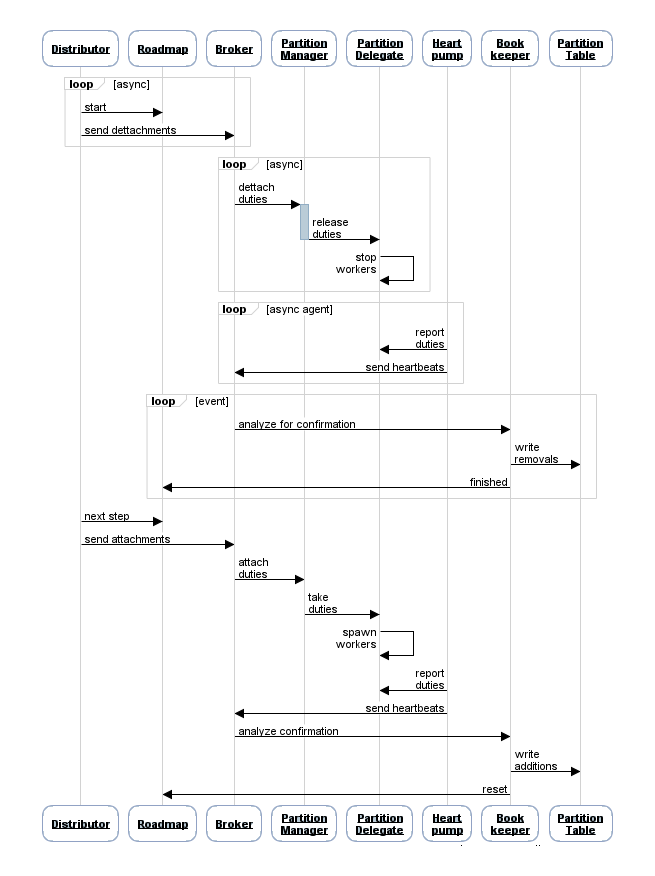 Distributor Roadmap Broker Partition Manager Partition Delegate Heart pump Book keeper Partition Table
loop [async]
start
send dettachments
loop [async]
dettach
duties
release
duties
stop
workers
loop [async agent]
report
duties
send heartbeats
loop [event]
analyze for confirmation
write
removals
finished
next step
send attachments
attach
duties
take
duties
spawn
workers
report
duties
send heartbeats
analyze confirmation
write
additions
reset
Distributor Roadmap Broker Partition Manager Partition Delegate Heart pump Book keeper Partition Table